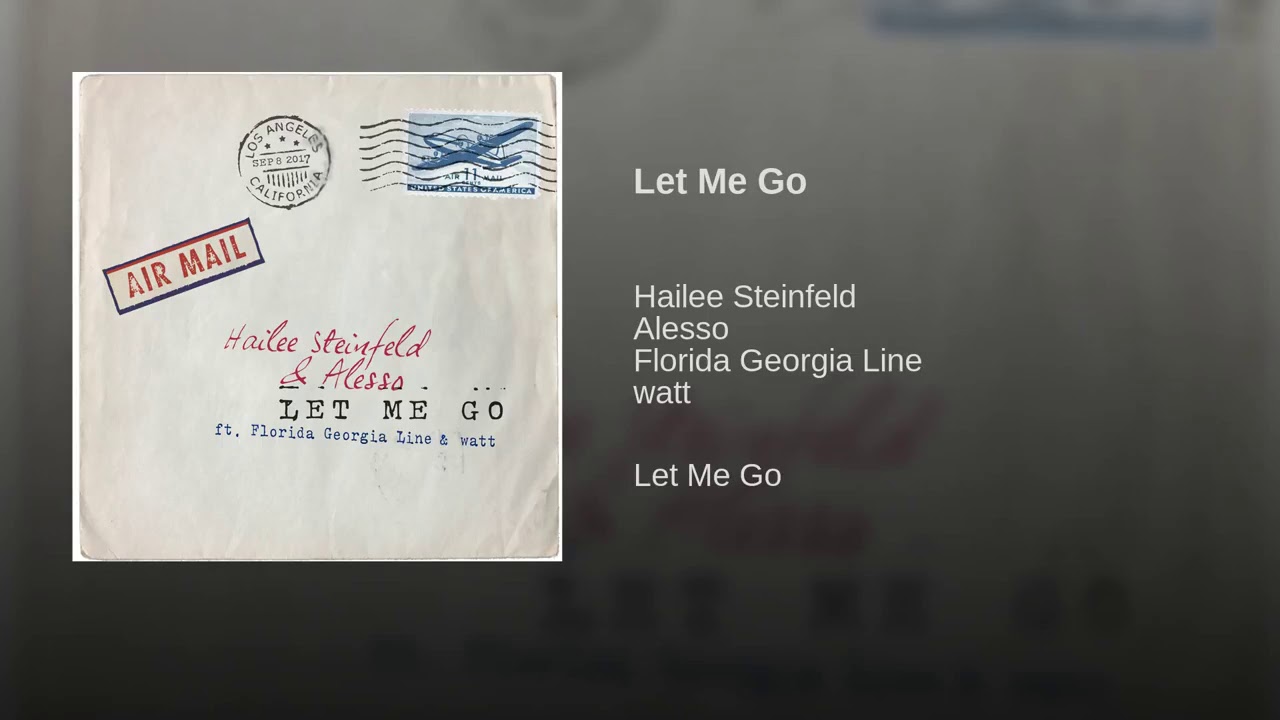 LOS ANGELES
SEP 8 2017
CALIFORNIA
AIR 11 MAIL
CENTS
UNITED STATES OF AMERICA
AIR MAIL
Hailee Steinfeld
& Alesso
LET ME GO
ft. Florida Georgia Line & watt
Let Me Go
Hailee Steinfeld
Alesso
Florida Georgia Line
watt
Let Me Go